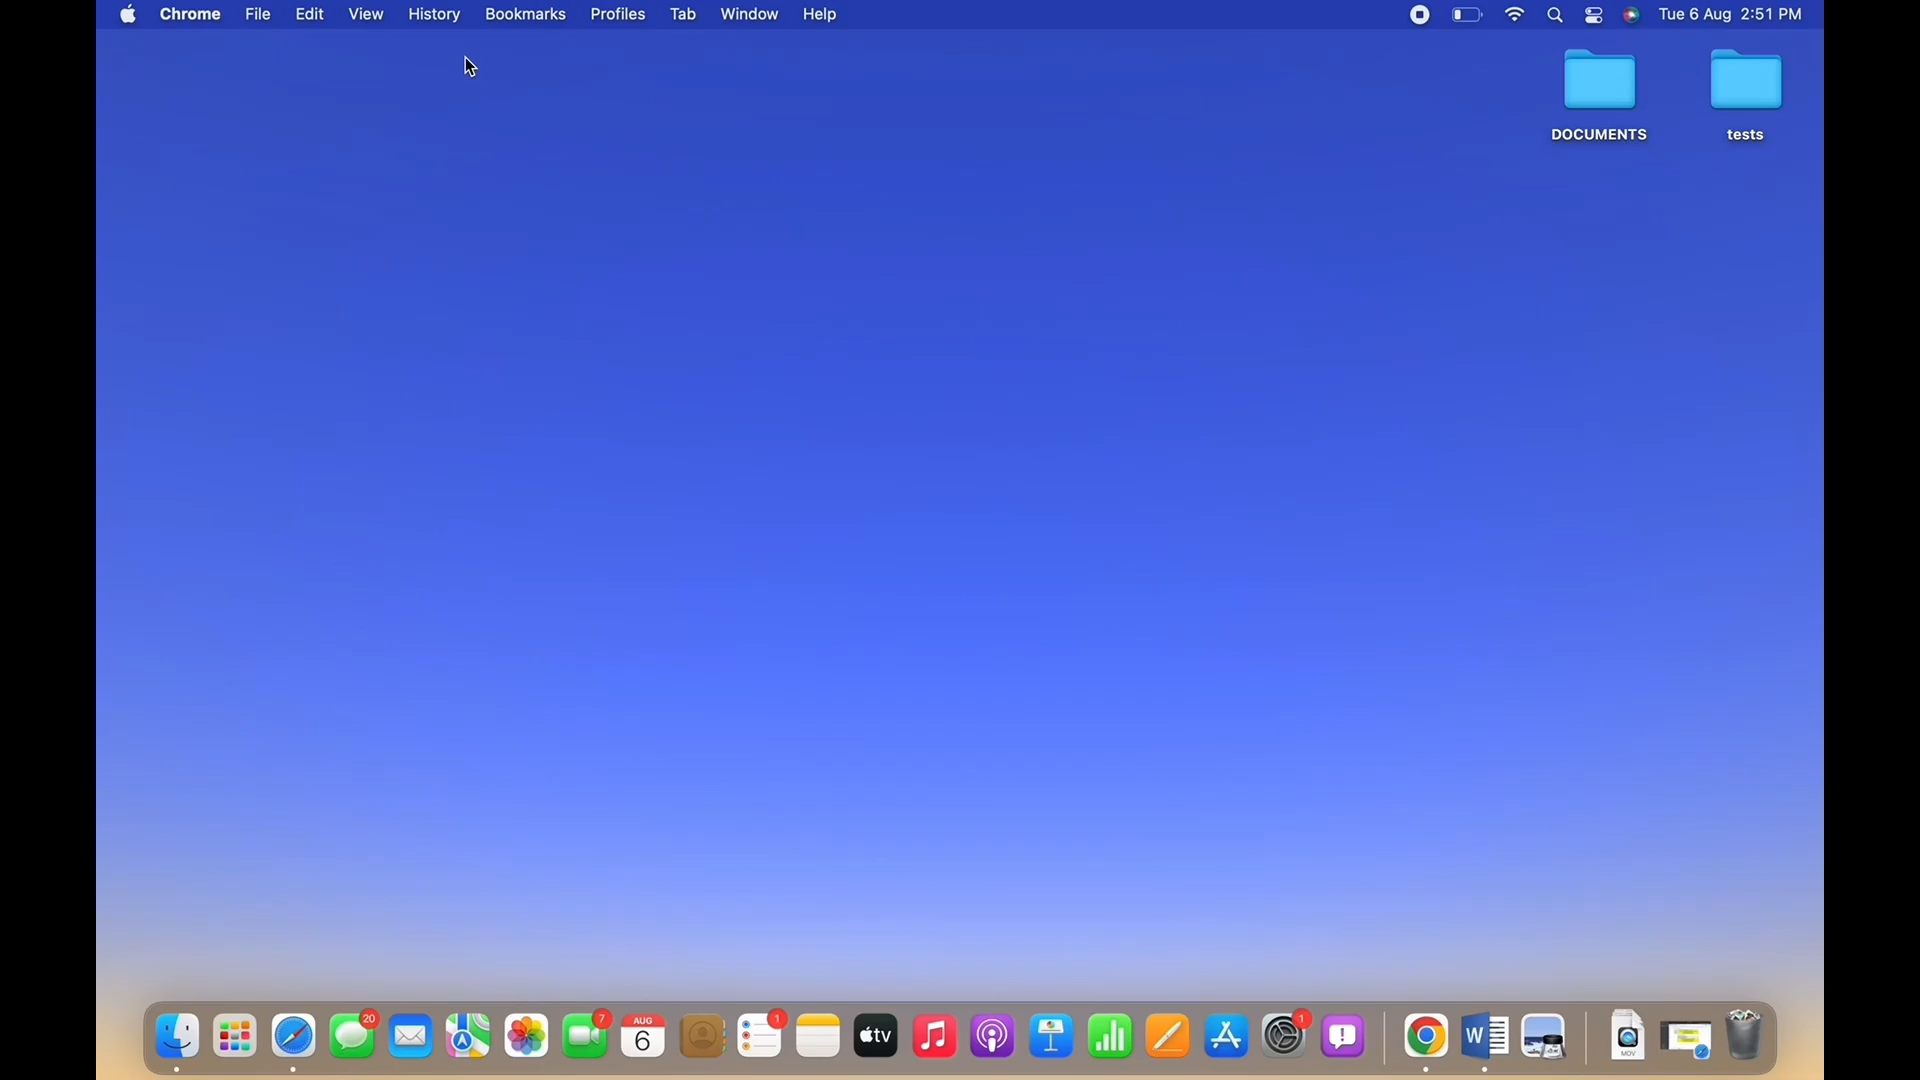 Chrome File Edit View History Bookmarks Profiles Tab Window Help Tue 6 Aug 2:51 PM
DOCUMENTS tests
20 7 AUG 6 1 tv 1 W MOV